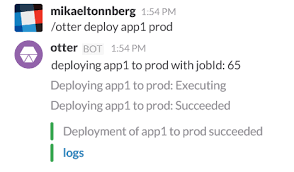 mikaeltonnberg 1:54 PM
/otter deploy app1 prod
otter BOT 1:54 PM
deploying app1 to prod with jobId: 65
Deploying app1 to prod: Executing
Deploying app1 to prod: Succeeded
Deployment of app1 to prod succeeded
logs